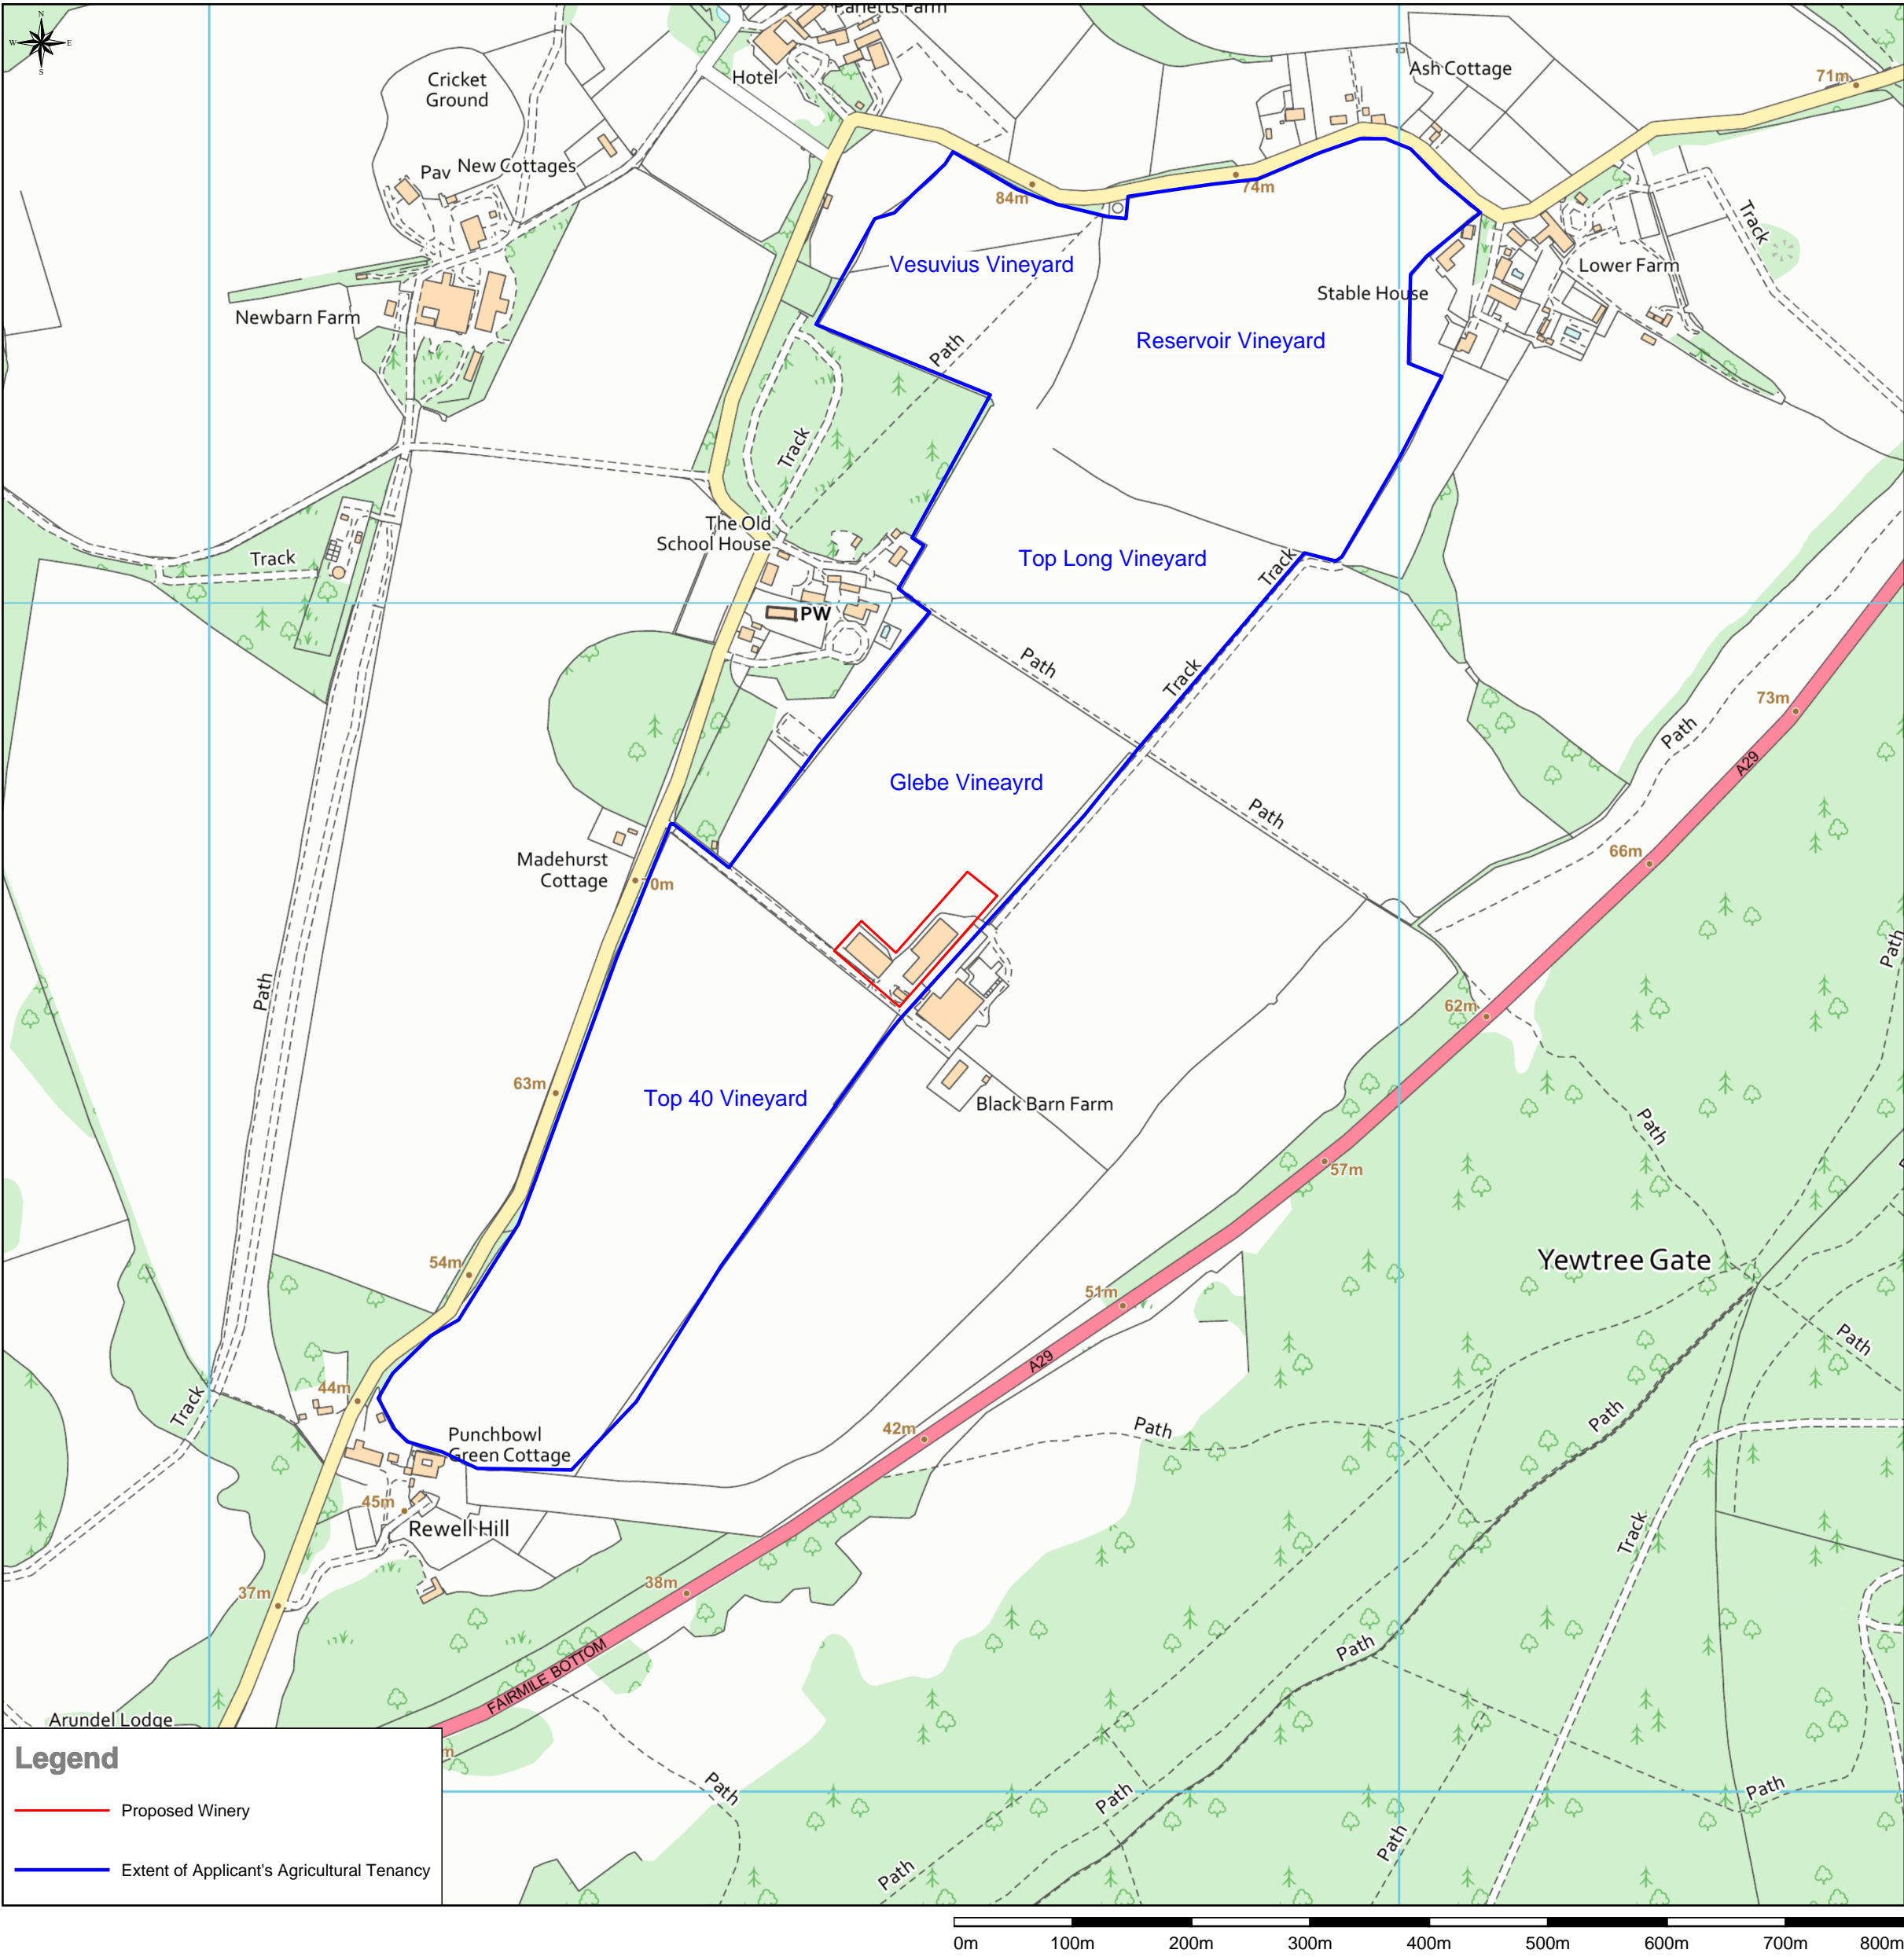 N
W
E
S
Parletts Farm
Hotel
Cricket
Ground
Ash Cottage
71m
Pav
New Cottages
84m
74m
Track
Vesuvius Vineyard
Lower Farm
Stable House
Newbarn Farm
Reservoir Vineyard
Path
Track
The Old
School House
Track
Top Long Vineyard
Track
PW
Path
Track
73m
Path
A29
Glebe Vineayrd
Path
Madehurst
Cottage
70m
66m
Path
Path
62m
63m
Top 40 Vineyard
Black Barn Farm
Path
57m
54m
Yewtree Gate
51m
A29
Path
44m
Track
Punchbowl
Green Cottage
42m
Path
Path
45m
Rewell Hill
Track
37m
38m
FAIRMILE BOTTOM
Path
Arundel Lodge
m
Path
Path
Path
Path
Path
Legend
Proposed Winery
Extent of Applicant's Agricultural Tenancy
0m
100m
200m
300m
400m
500m
600m
700m
800m